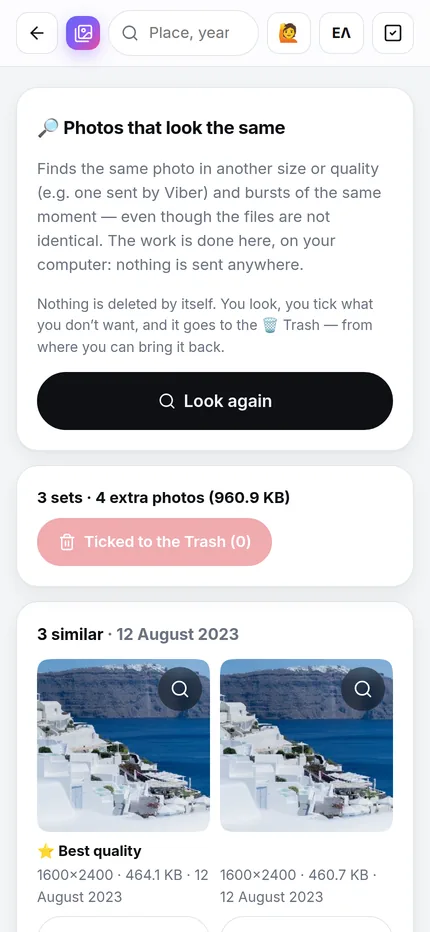 Place, year
ΕΛ
🔎 Photos that look the same
Finds the same photo in another size or quality
(e.g. one sent by Viber) and bursts of the same
moment — even though the files are not
identical. The work is done here, on your
computer: nothing is sent anywhere.
Nothing is deleted by itself. You look, you tick what
you don’t want, and it goes to the 🗑️ Trash — from
where you can bring it back.
Look again
3 sets · 4 extra photos (960.9 KB)
Ticked to the Trash (0)
3 similar · 12 August 2023
⭐ Best quality
1600×2400 · 464.1 KB · 12
August 2023
1600×2400 · 460.7 KB ·
12 August 2023